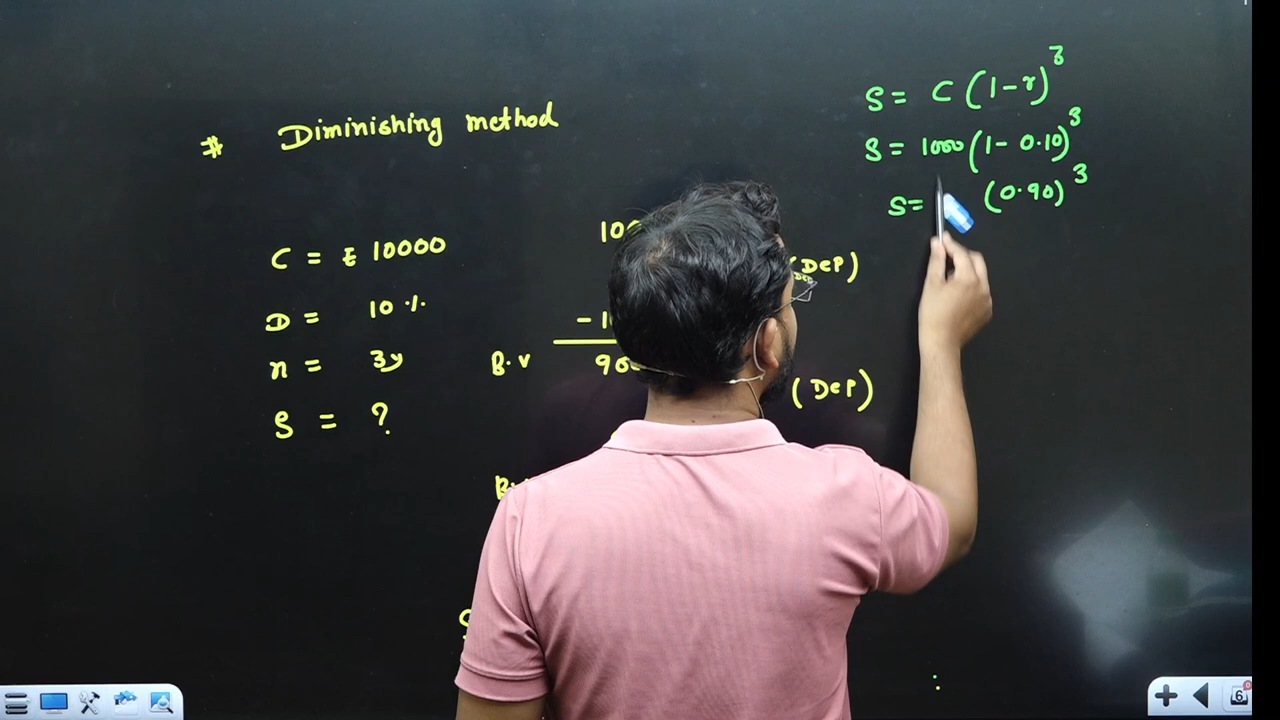 # Diminishing method
C = ₹ 10000
D = 10 %
n = 3y
S = ?
(Dep)
B.v
(Dep)
S = C (1-r)³
S = 1000 (1- 0.10)³
S = (0.90)³